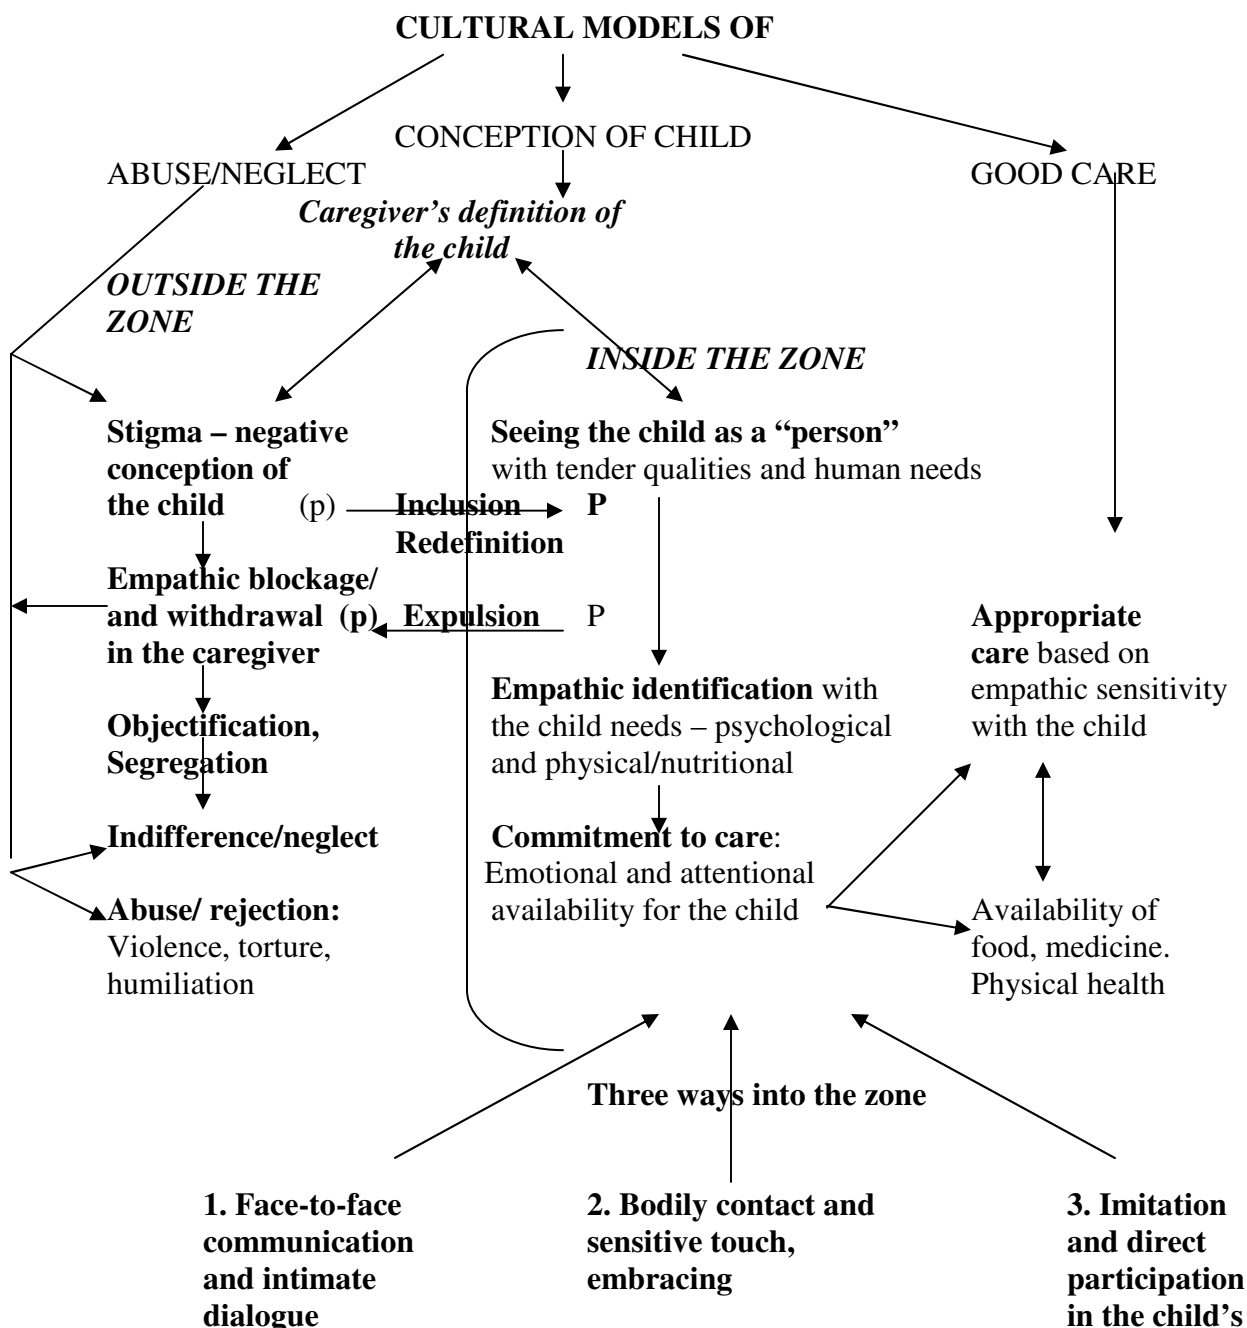 CULTURAL MODELS OF
CONCEPTION OF CHILD
ABUSE/NEGLECT
GOOD CARE
Caregiver’s definition of
the child
OUTSIDE THE
ZONE
INSIDE THE ZONE
Stigma – negative
conception of
the child (p)
Inclusion
Redefinition
Seeing the child as a “person”
with tender qualities and human needs
P
Empathic blockage/
and withdrawal (p)
in the caregiver
Expulsion P
Objectification,
Segregation
Indifference/neglect
Abuse/ rejection:
Violence, torture,
humiliation
Empathic identification with
the child needs – psychological
and physical/nutritional
Commitment to care:
Emotional and attentional
availability for the child
Appropriate
care based on
empathic sensitivity
with the child
Availability of
food, medicine.
Physical health
Three ways into the zone
1. Face-to-face
communication
and intimate
dialogue
2. Bodily contact and
sensitive touch,
embracing
3. Imitation
and direct
participation
in the child’s